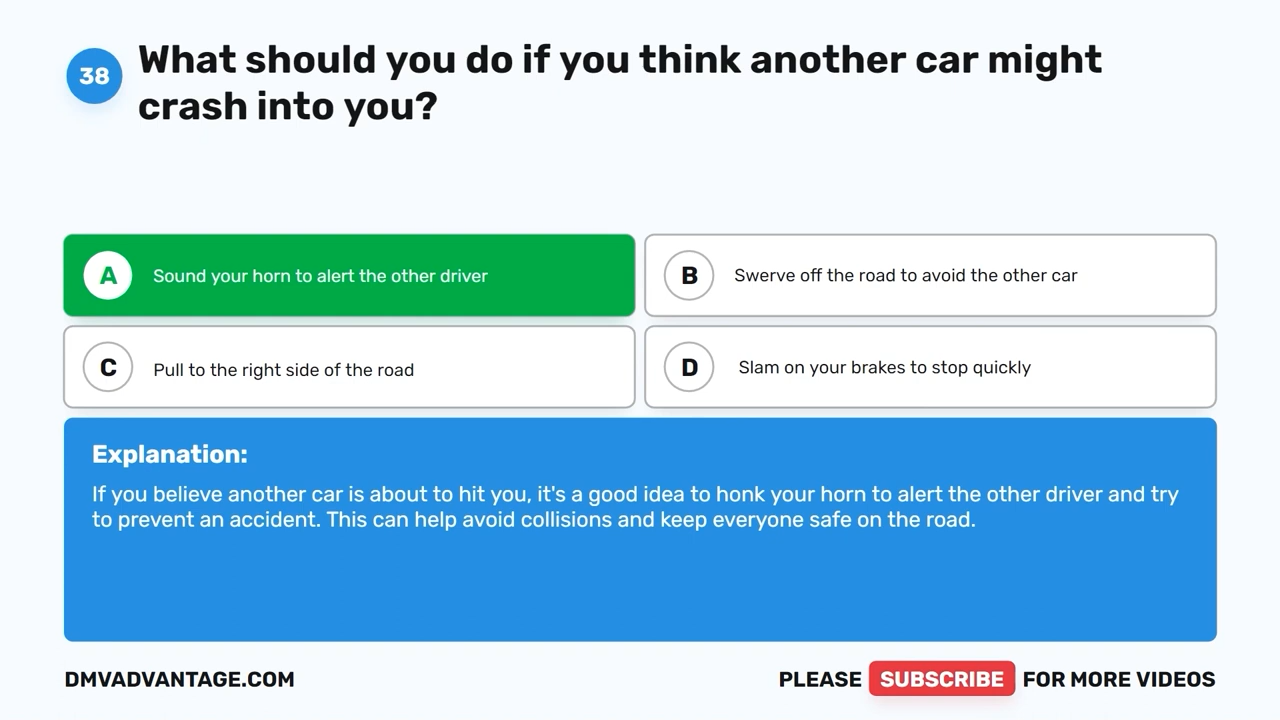 38
What should you do if you think another car might
crash into you?
A
Sound your horn to alert the other driver
B
Swerve off the road to avoid the other car
C
Pull to the right side of the road
D
Slam on your brakes to stop quickly
Explanation:
If you believe another car is about to hit you, it's a good idea to honk your horn to alert the other driver and try
to prevent an accident. This can help avoid collisions and keep everyone safe on the road.
DMVADVANTAGE.COM
PLEASE SUBSCRIBE FOR MORE VIDEOS